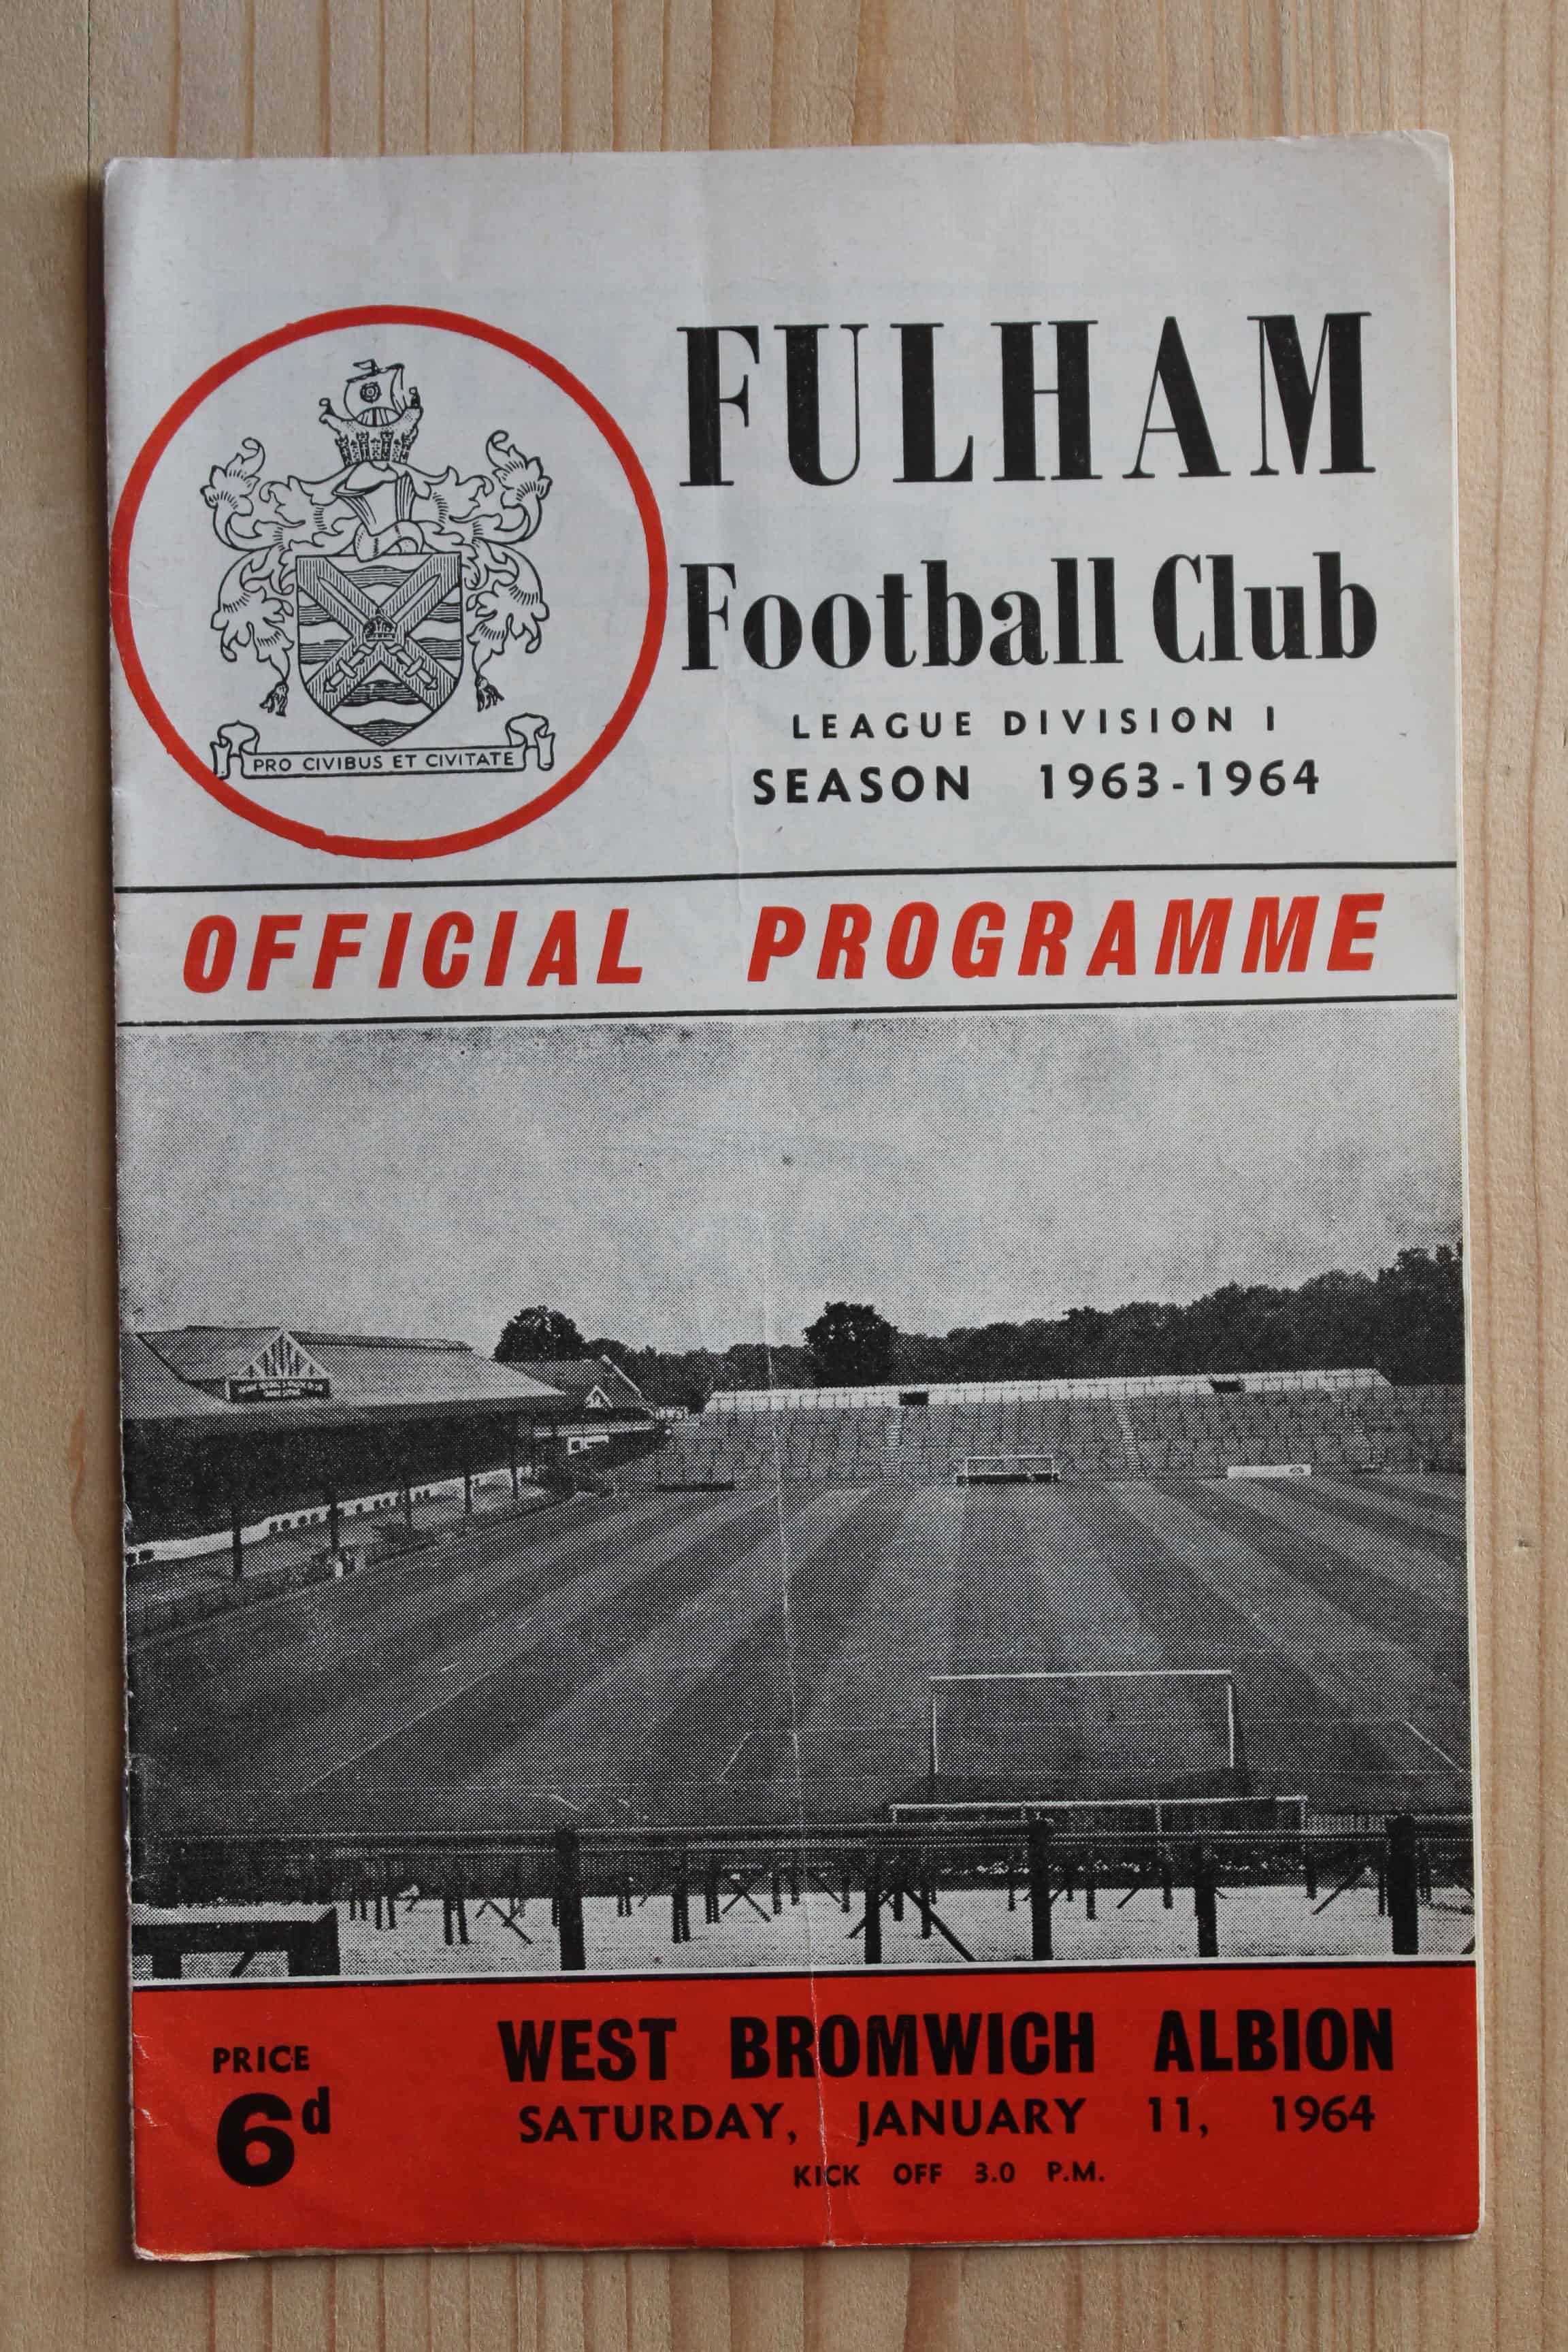 FULHAM
Football Club
LEAGUE DIVISION I
SEASON 1963-1964
PRO CIVIBUS ET CIVITATE
OFFICIAL PROGRAMME
PRICE
6d
WEST BROMWICH ALBION
SATURDAY, JANUARY 11, 1964
KICK OFF 3.0 P.M.